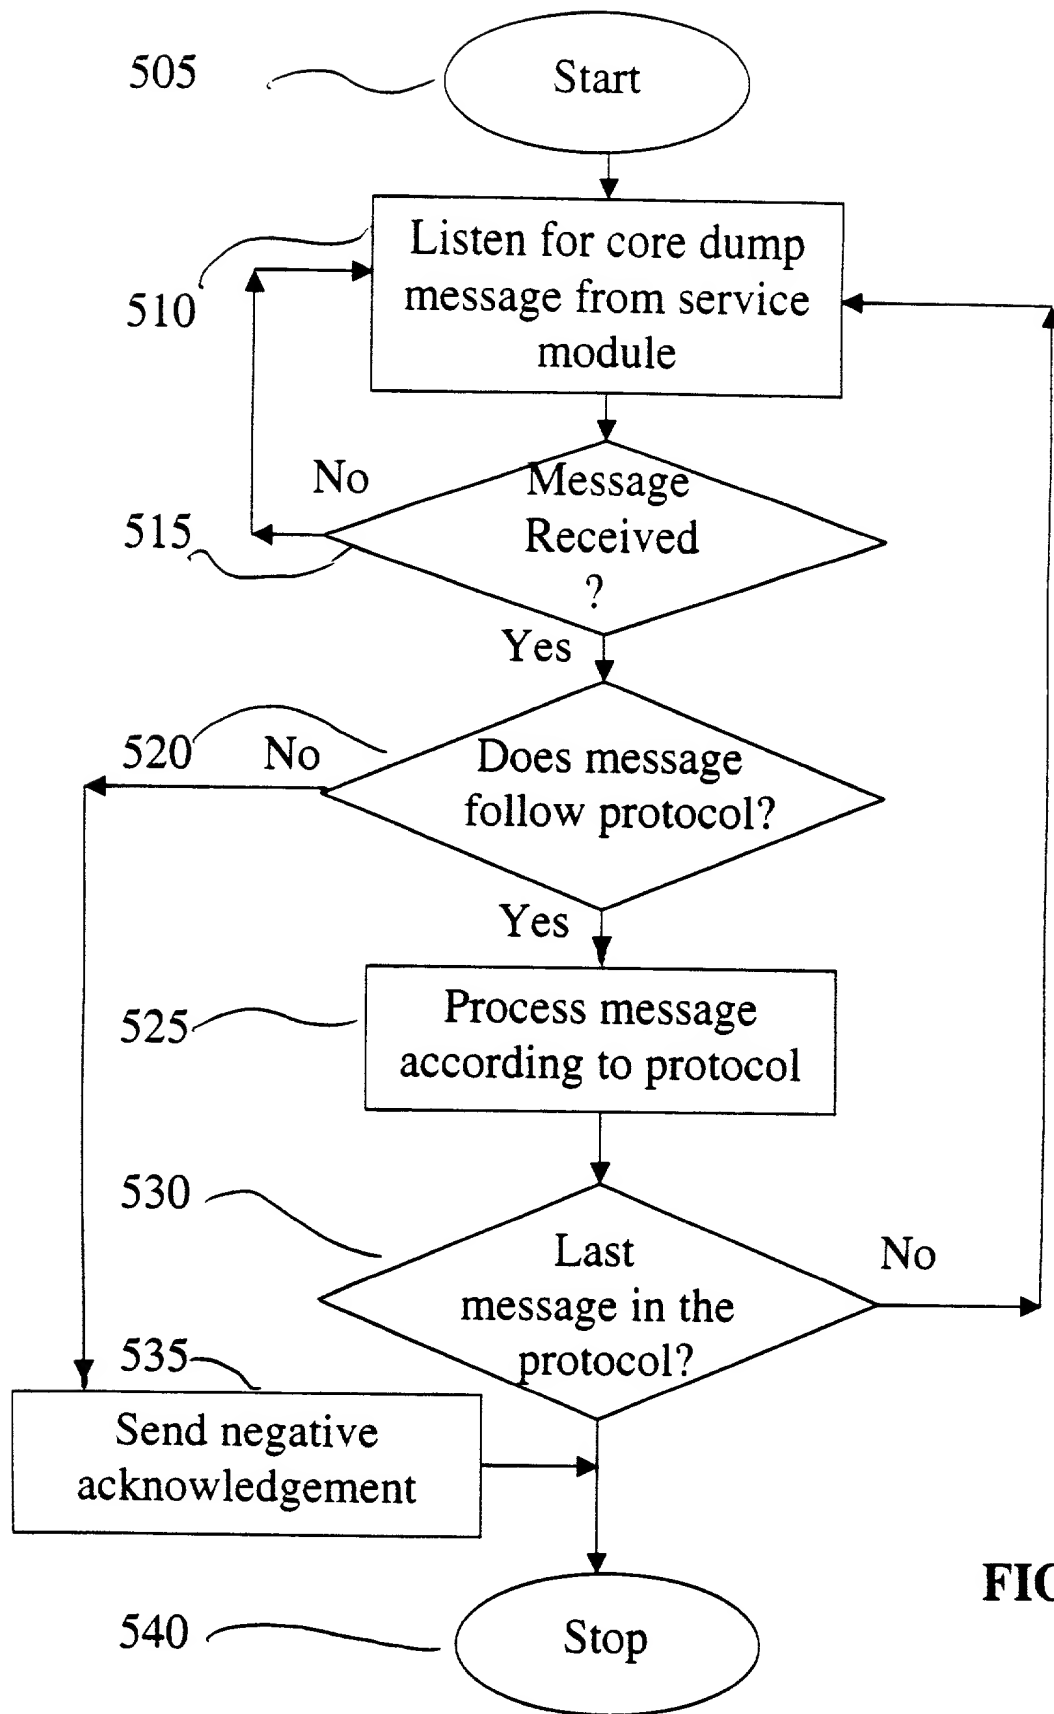 505
Start
510
Listen for core dump
message from service
module
No
515
Message
Received
?
Yes
520
No
Does message
follow protocol?
Yes
525
Process message
according to protocol
530
Last
message in the
protocol?
No
535
Send negative
acknowledgement
FIG
540
Stop